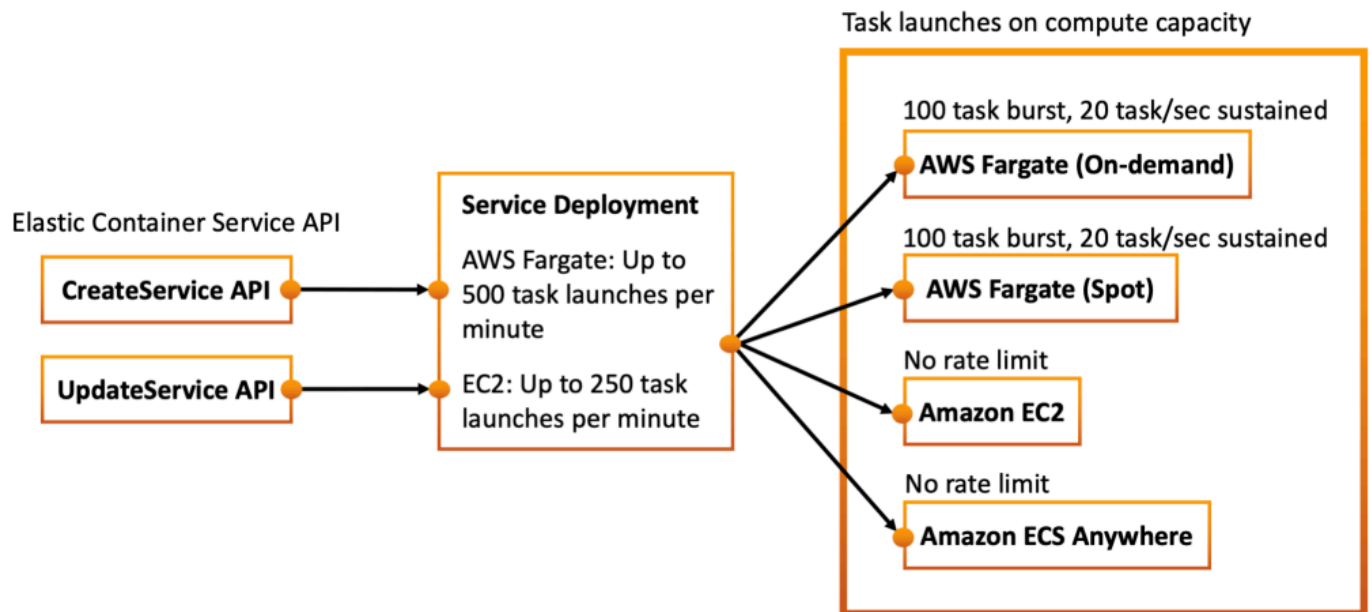 Task launches on compute capacity
100 task burst, 20 task/sec sustained
AWS Fargate (On-demand)
Elastic Container Service API
CreateService API
UpdateService API
Service Deployment
AWS Fargate: Up to
500 task launches per
minute
EC2: Up to 250 task
launches per minute
100 task burst, 20 task/sec sustained
AWS Fargate (Spot)
No rate limit
Amazon EC2
No rate limit
Amazon ECS Anywhere